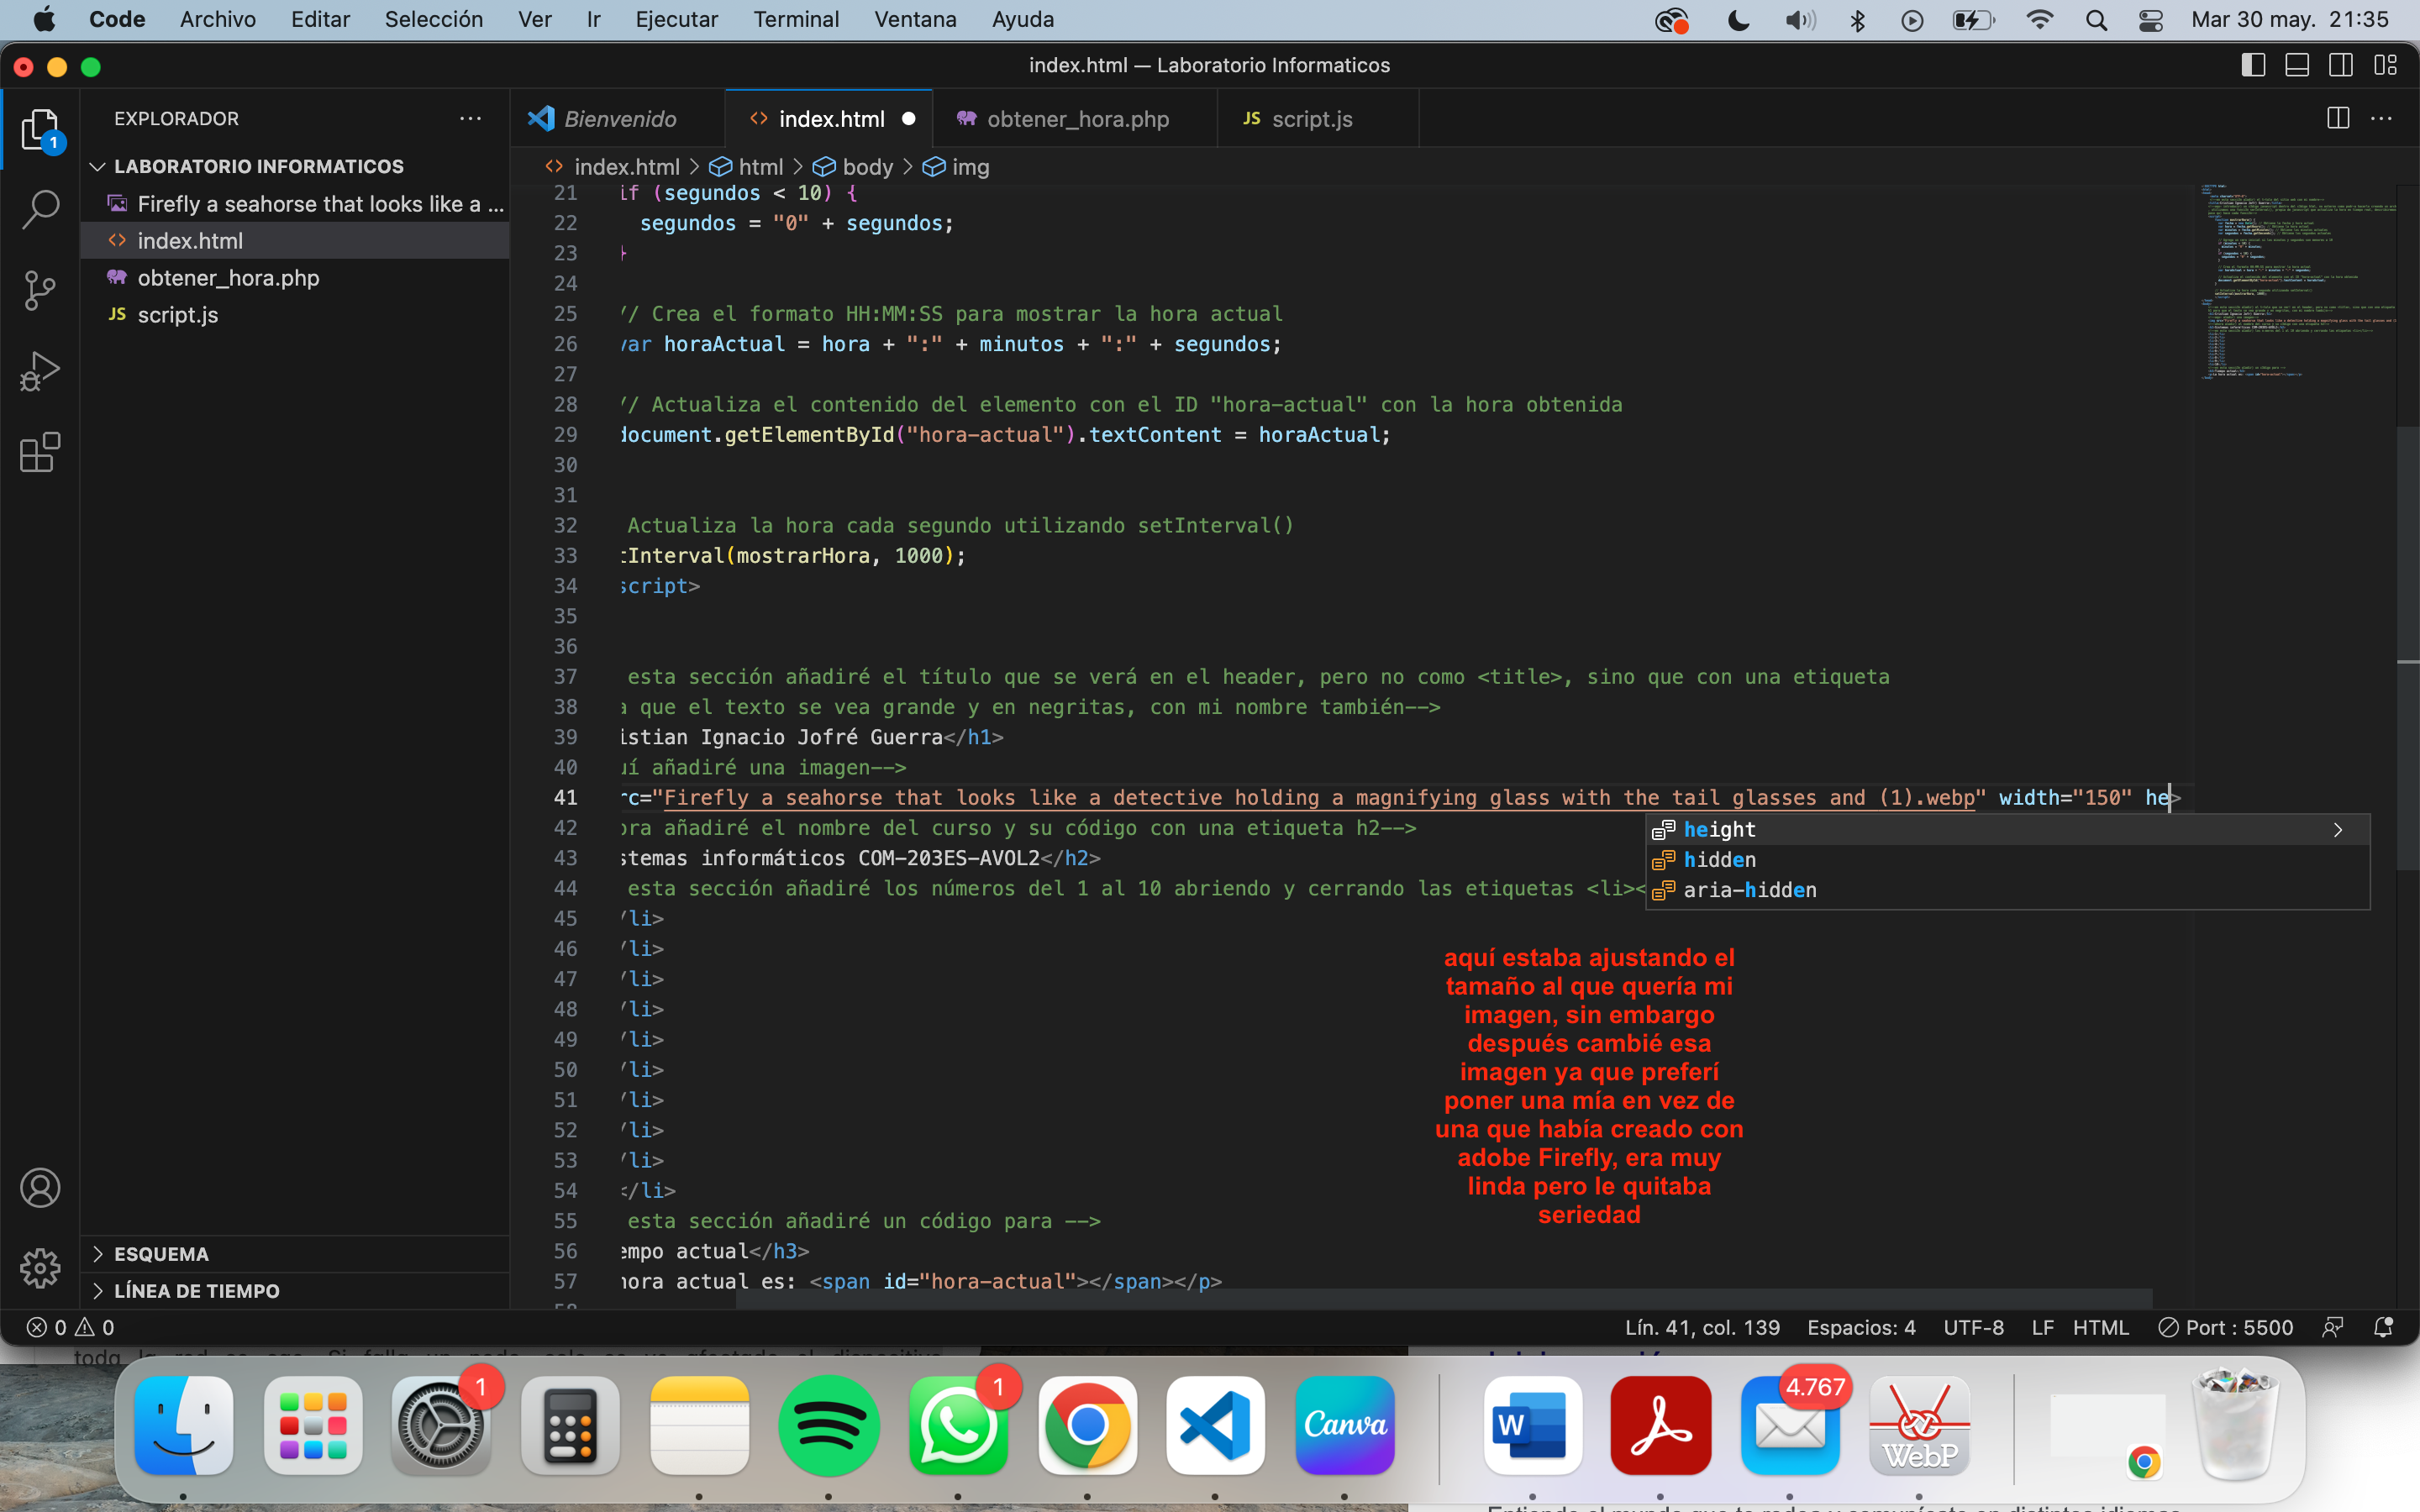 Code Archivo Editar Selección Ver Ir Ejecutar Terminal Ventana Ayuda Mar 30 may. 21:35
index.html — Laboratorio Informaticos
EXPLORADOR
Bienvenido index.html obtener_hora.php JS script.js
1
LABORATORIO INFORMATICOS
Firefly a seahorse that looks like a ...
index.html
obtener_hora.php
JS script.js
ESQUEMA
LÍNEA DE TIEMPO
index.html > html > body > img
21 if (segundos < 10) {
22 segundos = "0" + segundos;
23 }
24
25 // Crea el formato HH:MM:SS para mostrar la hora actual
26 var horaActual = hora + ":" + minutos + ":" + segundos;
27
28 // Actualiza el contenido del elemento con el ID "hora-actual" con la hora obtenida
29 document.getElementById("hora-actual").textContent = horaActual;
30
31
32 Actualiza la hora cada segundo utilizando setInterval()
33 tInterval(mostrarHora, 1000);
34 script>
35
36
37 esta sección añadiré el título que se verá en el header, pero no como <title>, sino que con una etiqueta
38 a que el texto se vea grande y en negritas, con mi nombre también-->
39 istian Ignacio Jofré Guerra</h1>
40 uí añadiré una imagen-->
41 rc="Firefly a seahorse that looks like a detective holding a magnifying glass with the tail glasses and (1).webp" width="150" he>
42 ora añadiré el nombre del curso y su código con una etiqueta h2-->
43 stemas informáticos COM-203ES-AVOL2</h2>
44 esta sección añadiré los números del 1 al 10 abriendo y cerrando las etiquetas <li><
45 /li>
46 /li>
47 /li>
48 /li>
49 /li>
50 /li>
51 /li>
52 /li>
53 /li>
54 </li>
55 esta sección añadiré un código para -->
56 empo actual</h3>
57 hora actual es: <span id="hora-actual"></span></p>
height
hidden
aria-hidden
aquí estaba ajustando el
tamaño al que quería mi
imagen, sin embargo
después cambié esa
imagen ya que preferí
poner una mía en vez de
una que había creado con
adobe Firefly, era muy
linda pero le quitaba
seriedad
0 0 Lín. 41, col. 139 Espacios: 4 UTF-8 LF HTML Port : 5500
1 1 Canva W 4.767 WebP